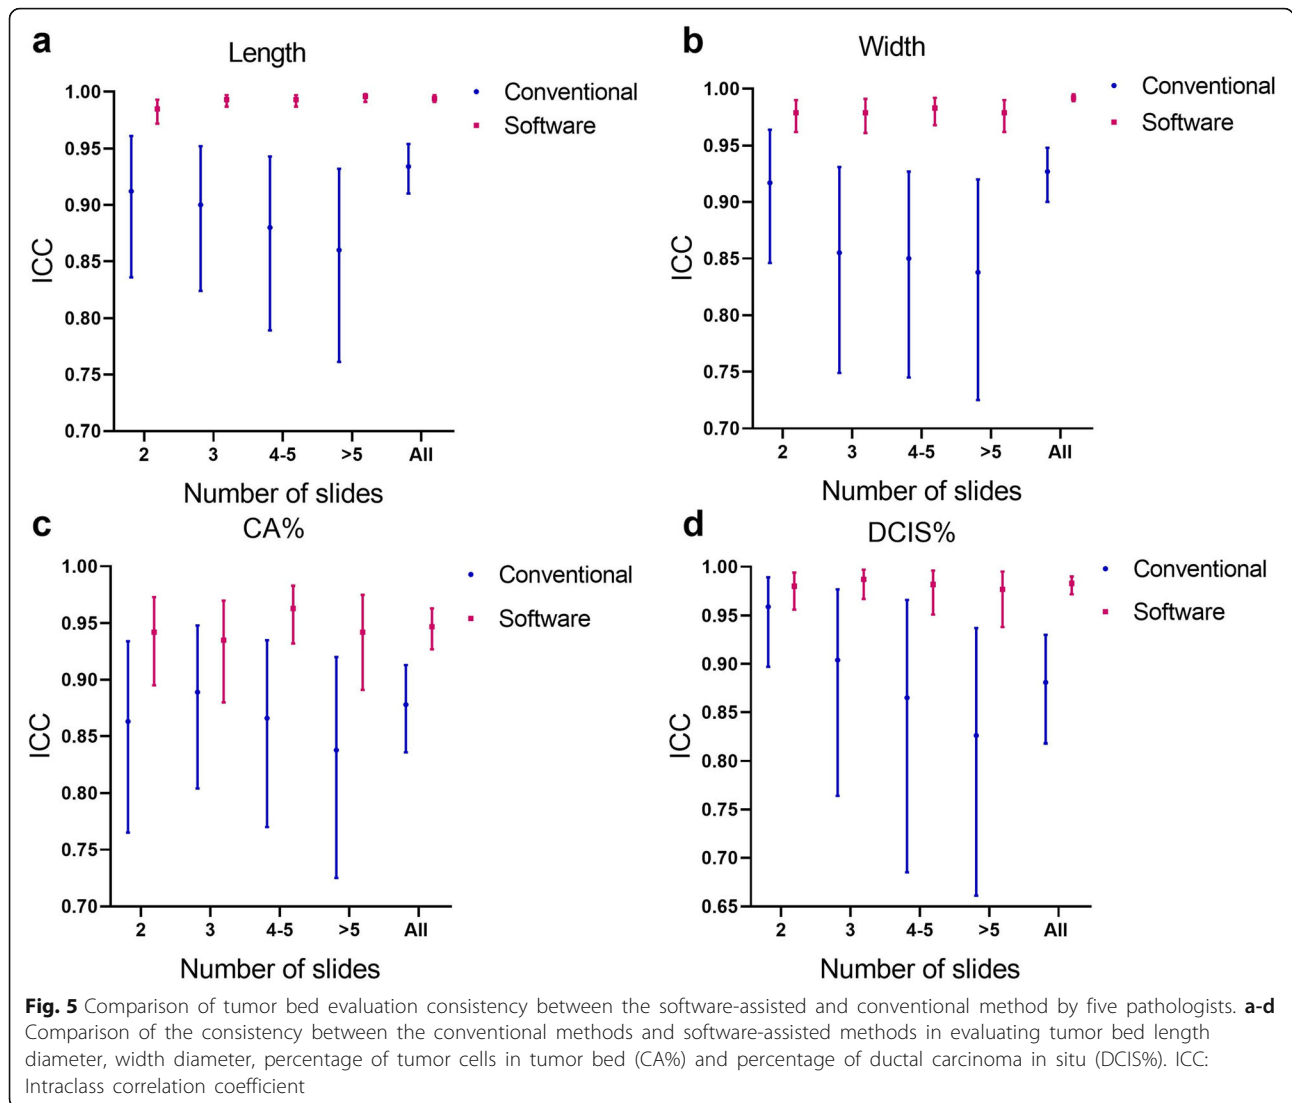 a
Length
1.00
0.95
0.90
0.85
0.80
0.75
0.70
ICC
2 3 4-5 >5 All
Number of slides
Conventional
Software
b
Width
1.00
0.95
0.90
0.85
0.80
0.75
0.70
ICC
2 3 4-5 >5 All
Number of slides
Conventional
Software
c
CA%
1.00
0.95
0.90
0.85
0.80
0.75
0.70
ICC
2 3 4-5 >5 All
Number of slides
Conventional
Software
d
DCIS%
1.00
0.95
0.90
0.85
0.80
0.75
0.70
0.65
ICC
2 3 4-5 >5 All
Number of slides
Conventional
Software
Fig. 5 Comparison of tumor bed evaluation consistency between the software-assisted and conventional method by five pathologists. a-d
Comparison of the consistency between the conventional methods and software-assisted methods in evaluating tumor bed length
diameter, width diameter, percentage of tumor cells in tumor bed (CA%) and percentage of ductal carcinoma in situ (DCIS%). ICC:
Intraclass correlation coefficient